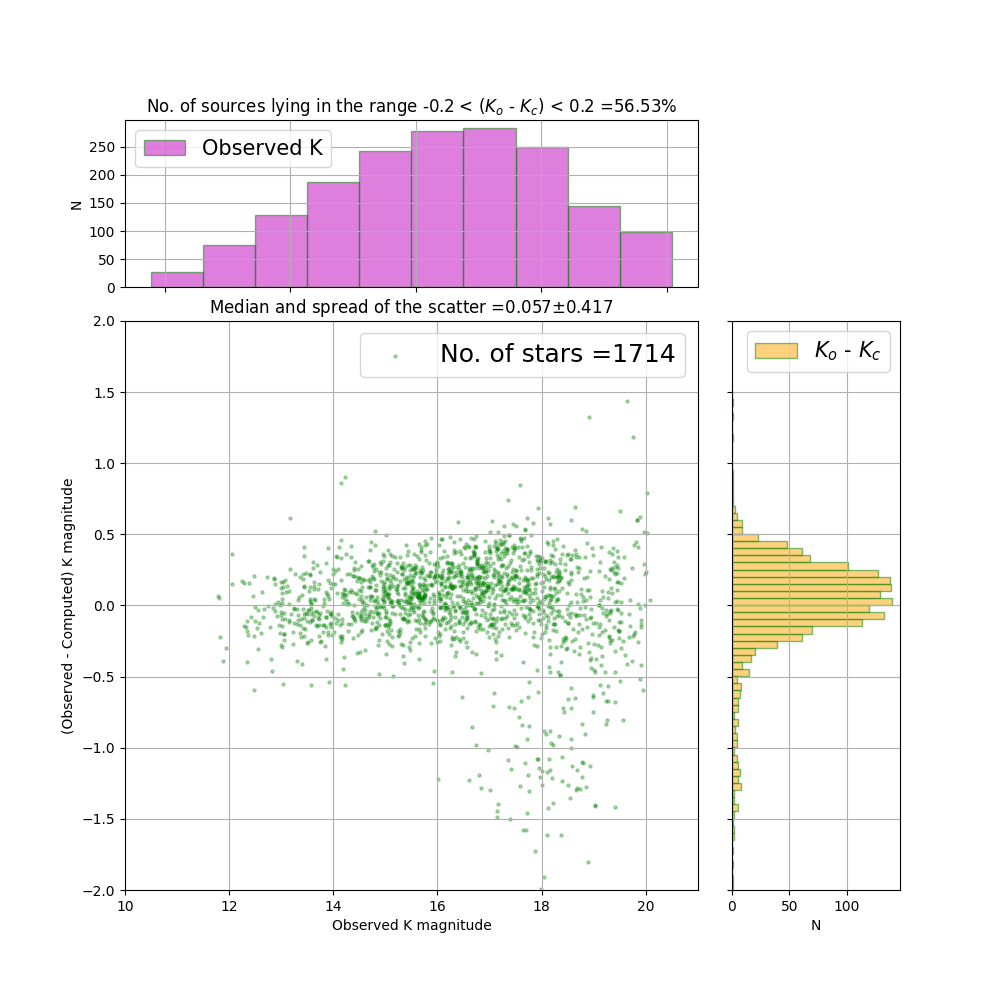 No. of sources lying in the range -0.2 < (K_o - K_c) < 0.2 =56.53%
Observed K
N
250
200
150
100
50
0
Median and spread of the scatter =0.057±0.417
No. of stars =1714
K_o - K_c
(Observed - Computed) K magnitude
2.0
1.5
1.0
0.5
0.0
−0.5
−1.0
−1.5
−2.0
10 12 14 16 18 20
Observed K magnitude
0 50 100
N